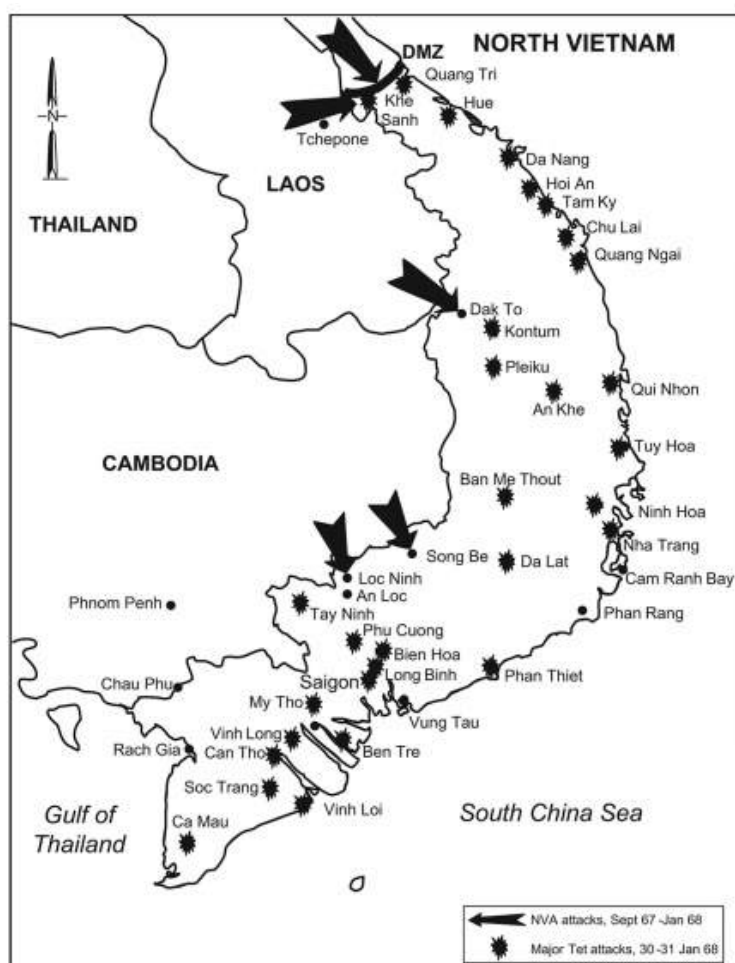 NORTH VIETNAM
DMZ
Quang Tri
N
Khe
Sanh
Hue
Tchepone
Da Nang
LAOS
Hoi An
Tam Ky
THAILAND
Chu Lai
Quang Ngai
Dak To
Kontum
Pleiku
Qui Nhon
An Khe
Tuy Hoa
CAMBODIA
Ban Me Thout
Ninh Hoa
Nha Trang
Song Be
Da Lat
Cam Ranh Bay
Loc Ninh
An Loc
Phnom Penh
Tay Ninh
Phan Rang
Phu Cuong
Bien Hoa
Long Binh
Saigon
Phan Thiet
Chau Phu
My Tho
Vung Tau
Vinh Long
Ben Tre
Rach Gia
Can Tho
Soc Trang
Vinh Loi
Gulf of
Thailand
Ca Mau
South China Sea
NVA attacks, Sept 67 -Jan 68
Major Tet attacks, 30 -31 Jan 68